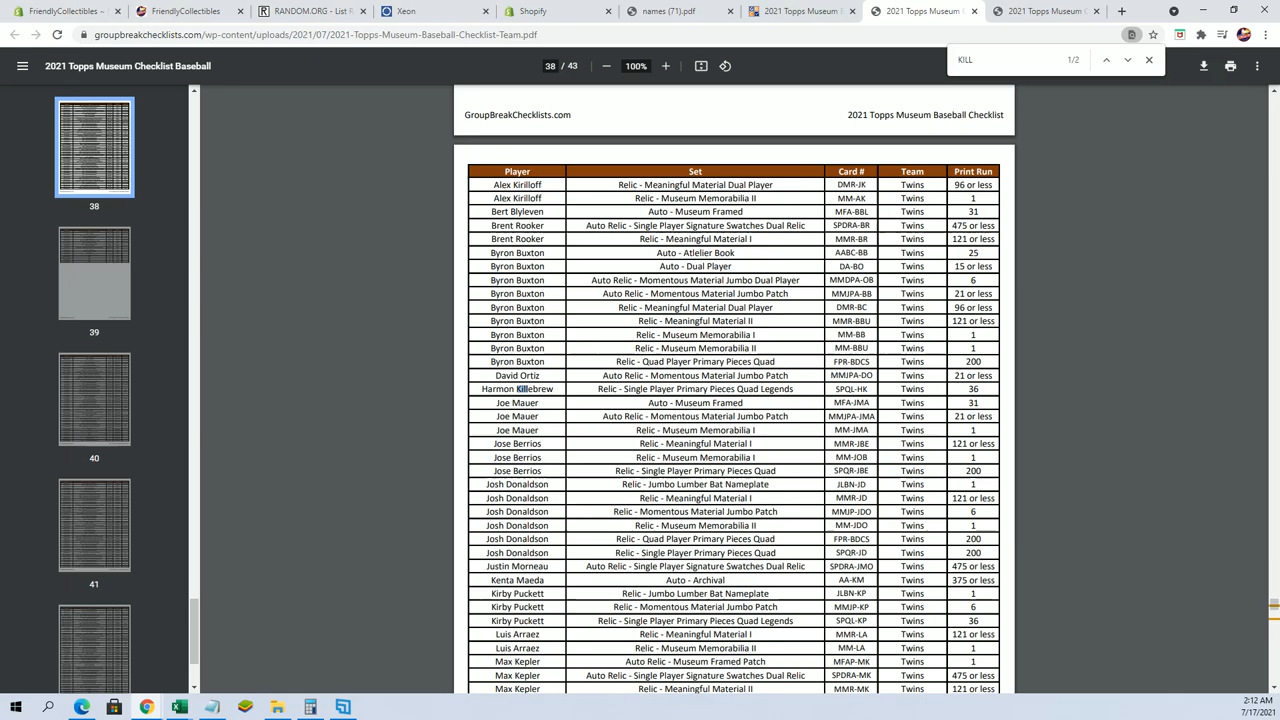 FriendlyCollectibles ~
FriendlyCollectibles
RANDOM.ORG - List R
Xeon
Shopify
names (71).pdf
2021 Topps Museum B
2021 Topps Museum C
2021 Topps Museum C
groupbreakchecklists.com/wp-content/uploads/2021/07/2021-Topps-Museum-Baseball-Checklist-Team.pdf
KILL 1/2
2021 Topps Museum Checklist Baseball
38 / 43
100%
38
39
40
41
GroupBreakChecklists.com 2021 Topps Museum Baseball Checklist
Player Set Card # Team Print Run
Alex Kirilloff Relic - Meaningful Material Dual Player DMR-JK Twins 96 or less
Alex Kirilloff Relic - Museum Memorabilia II MM-AK Twins 1
Bert Blyleven Auto - Museum Framed MFA-BBL Twins 31
Brent Rooker Auto Relic - Single Player Signature Swatches Dual Relic SPDRA-BR Twins 475 or less
Brent Rooker Relic - Meaningful Material I MMR-BR Twins 121 or less
Byron Buxton Auto - Atlelier Book AABC-BB Twins 25
Byron Buxton Auto - Dual Player DA-BO Twins 15 or less
Byron Buxton Auto Relic - Momentous Material Jumbo Dual Player MMDPA-OB Twins 6
Byron Buxton Auto Relic - Momentous Material Jumbo Patch MMJPA-BB Twins 21 or less
Byron Buxton Relic - Meaningful Material Dual Player DMR-BC Twins 96 or less
Byron Buxton Relic - Meaningful Material II MMR-BBU Twins 121 or less
Byron Buxton Relic - Museum Memorabilia I MM-BB Twins 1
Byron Buxton Relic - Museum Memorabilia II MM-BBU Twins 1
Byron Buxton Relic - Quad Player Primary Pieces Quad FPR-BDCS Twins 200
David Ortiz Auto Relic - Momentous Material Jumbo Patch MMJPA-DO Twins 21 or less
Harmon Killebrew Relic - Single Player Primary Pieces Quad Legends SPQL-HK Twins 36
Joe Mauer Auto - Museum Framed MFA-JMA Twins 31
Joe Mauer Auto Relic - Momentous Material Jumbo Patch MMJPA-JMA Twins 21 or less
Joe Mauer Relic - Museum Memorabilia I MM-JMA Twins 1
Jose Berrios Relic - Meaningful Material I MMR-JBE Twins 121 or less
Jose Berrios Relic - Museum Memorabilia I MM-JOB Twins 1
Jose Berrios Relic - Single Player Primary Pieces Quad SPQR-JBE Twins 200
Josh Donaldson Relic - Jumbo Lumber Bat Nameplate JLBN-JD Twins 1
Josh Donaldson Relic - Meaningful Material I MMR-JD Twins 121 or less
Josh Donaldson Relic - Momentous Material Jumbo Patch MMJP-JDO Twins 6
Josh Donaldson Relic - Museum Memorabilia II MM-JDO Twins 1
Josh Donaldson Relic - Quad Player Primary Pieces Quad FPR-BDCS Twins 200
Josh Donaldson Relic - Single Player Primary Pieces Quad SPQR-JD Twins 200
Justin Morneau Auto Relic - Single Player Signature Swatches Dual Relic SPDRA-JMO Twins 475 or less
Kenta Maeda Auto - Archival AA-KM Twins 375 or less
Kirby Puckett Relic - Jumbo Lumber Bat Nameplate JLBN-KP Twins 1
Kirby Puckett Relic - Momentous Material Jumbo Patch MMJP-KP Twins 6
Kirby Puckett Relic - Single Player Primary Pieces Quad Legends SPQL-KP Twins 36
Luis Arraez Relic - Meaningful Material I MMR-LA Twins 121 or less
Luis Arraez Relic - Museum Memorabilia II MM-LA Twins 1
Max Kepler Auto Relic - Museum Framed Patch MFAP-MK Twins 1
Max Kepler Auto Relic - Single Player Signature Swatches Dual Relic SPDRA-MK Twins 475 or less
Max Kepler Relic - Meaningful Material II MMR-MK Twins 121 or less
2:12 AM
7/17/2021